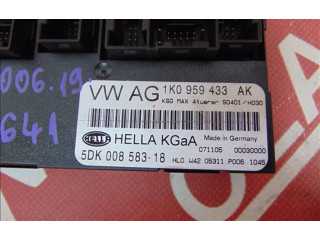 006.19.
641
VW AG 1K0 959 433 AK
KSG MAX 4tuerer 60401/H030
HELLA
HELLA KGaA Made in Germany
071105 00030000
5DK 008 583-18 HLO W42 05311 P006 1045